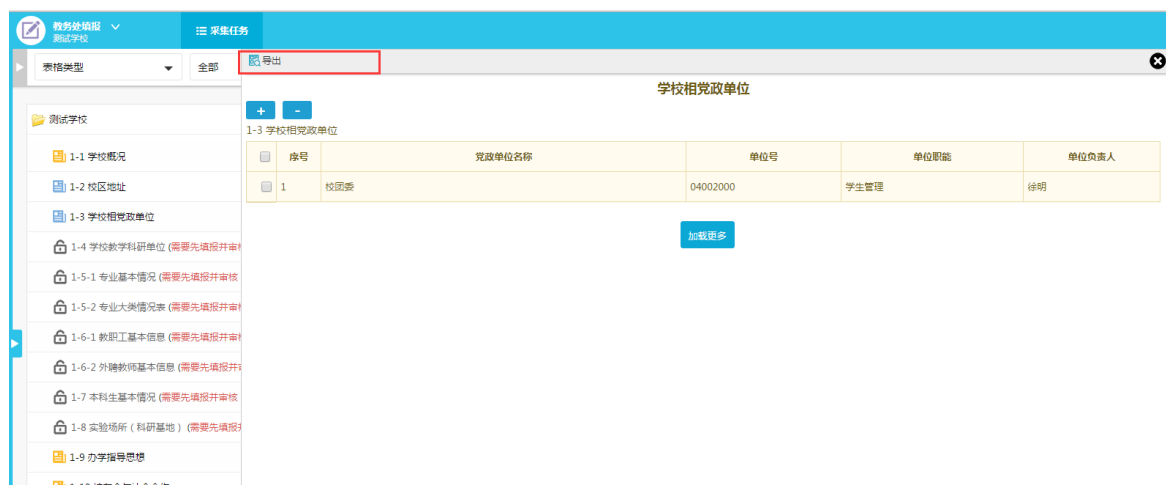 教务处填报
测试学校
采集任务
表格类型
全部
导出
学校相党政单位
+
-
1-3 学校相党政单位
序号
党政单位名称
单位号
单位职能
单位负责人
1
校团委
04002000
学生管理
徐明
加载更多
测试学校
1-1 学校概况
1-2 校区地址
1-3 学校相党政单位
1-4 学校教学科研单位 (需要先填报并审
1-5-1 专业基本情况 (需要先填报并审核
1-5-2 专业大类情况表 (需要先填报并审
1-6-1 教职工基本信息 (需要先填报并审
1-6-2 外聘教师基本信息 (需要先填报并
1-7 本科生基本情况 (需要先填报并审核
1-8 实验场所（科研基地）(需要先填报
1-9 办学指导思想